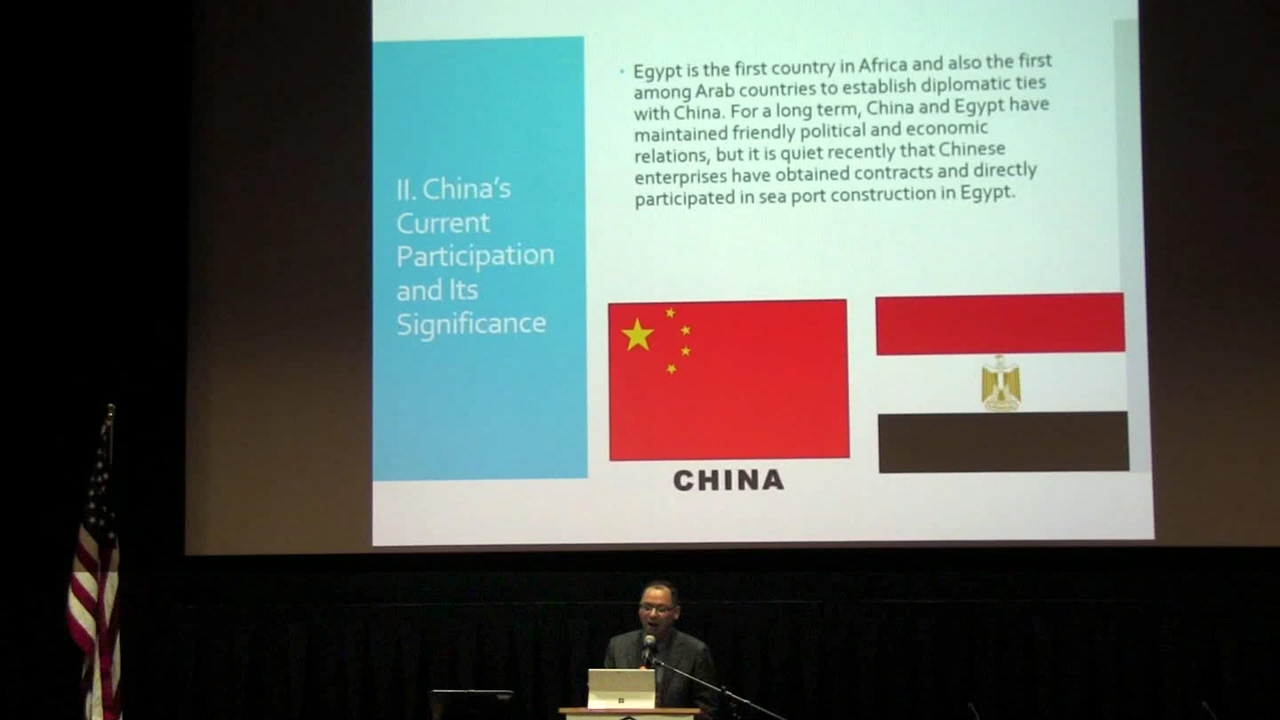 II. China's
Current
Participation
and Its
Significance
Egypt is the first country in Africa and also the first
among Arab countries to establish diplomatic ties
with China. For a long term, China and Egypt have
maintained friendly political and economic
relations, but it is quiet recently that Chinese
enterprises have obtained contracts and directly
participated in sea port construction in Egypt.
CHINA